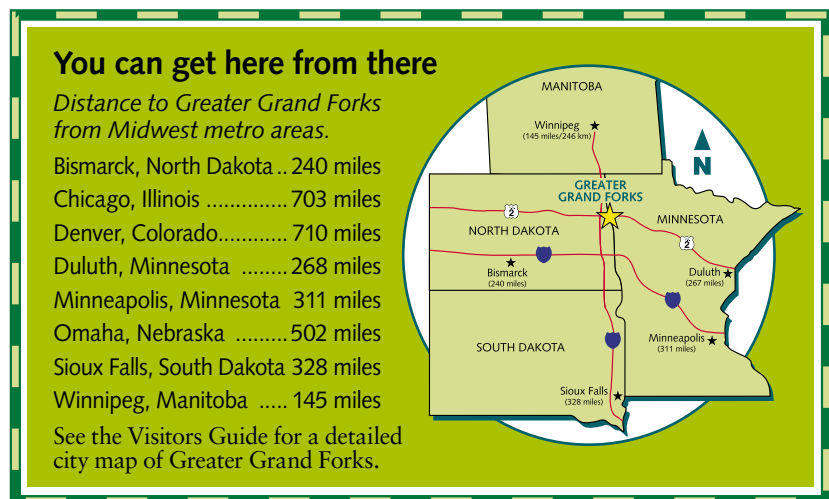 You can get here from there
Distance to Greater Grand Forks
from Midwest metro areas.
Bismarck, North Dakota .. 240 miles
Chicago, Illinois .............. 703 miles
Denver, Colorado............ 710 miles
Duluth, Minnesota ........ 268 miles
Minneapolis, Minnesota 311 miles
Omaha, Nebraska ......... 502 miles
Sioux Falls, South Dakota 328 miles
Winnipeg, Manitoba ..... 145 miles
See the Visitors Guide for a detailed
city map of Greater Grand Forks.
MANITOBA
Winnipeg
(145 miles/246 km)
N
GREATER
GRAND FORKS
2
MINNESOTA
NORTH DAKOTA
2
Bismarck
(240 miles)
Duluth
(267 miles)
SOUTH DAKOTA
Minneapolis
(311 miles)
Sioux Falls
(328 miles)